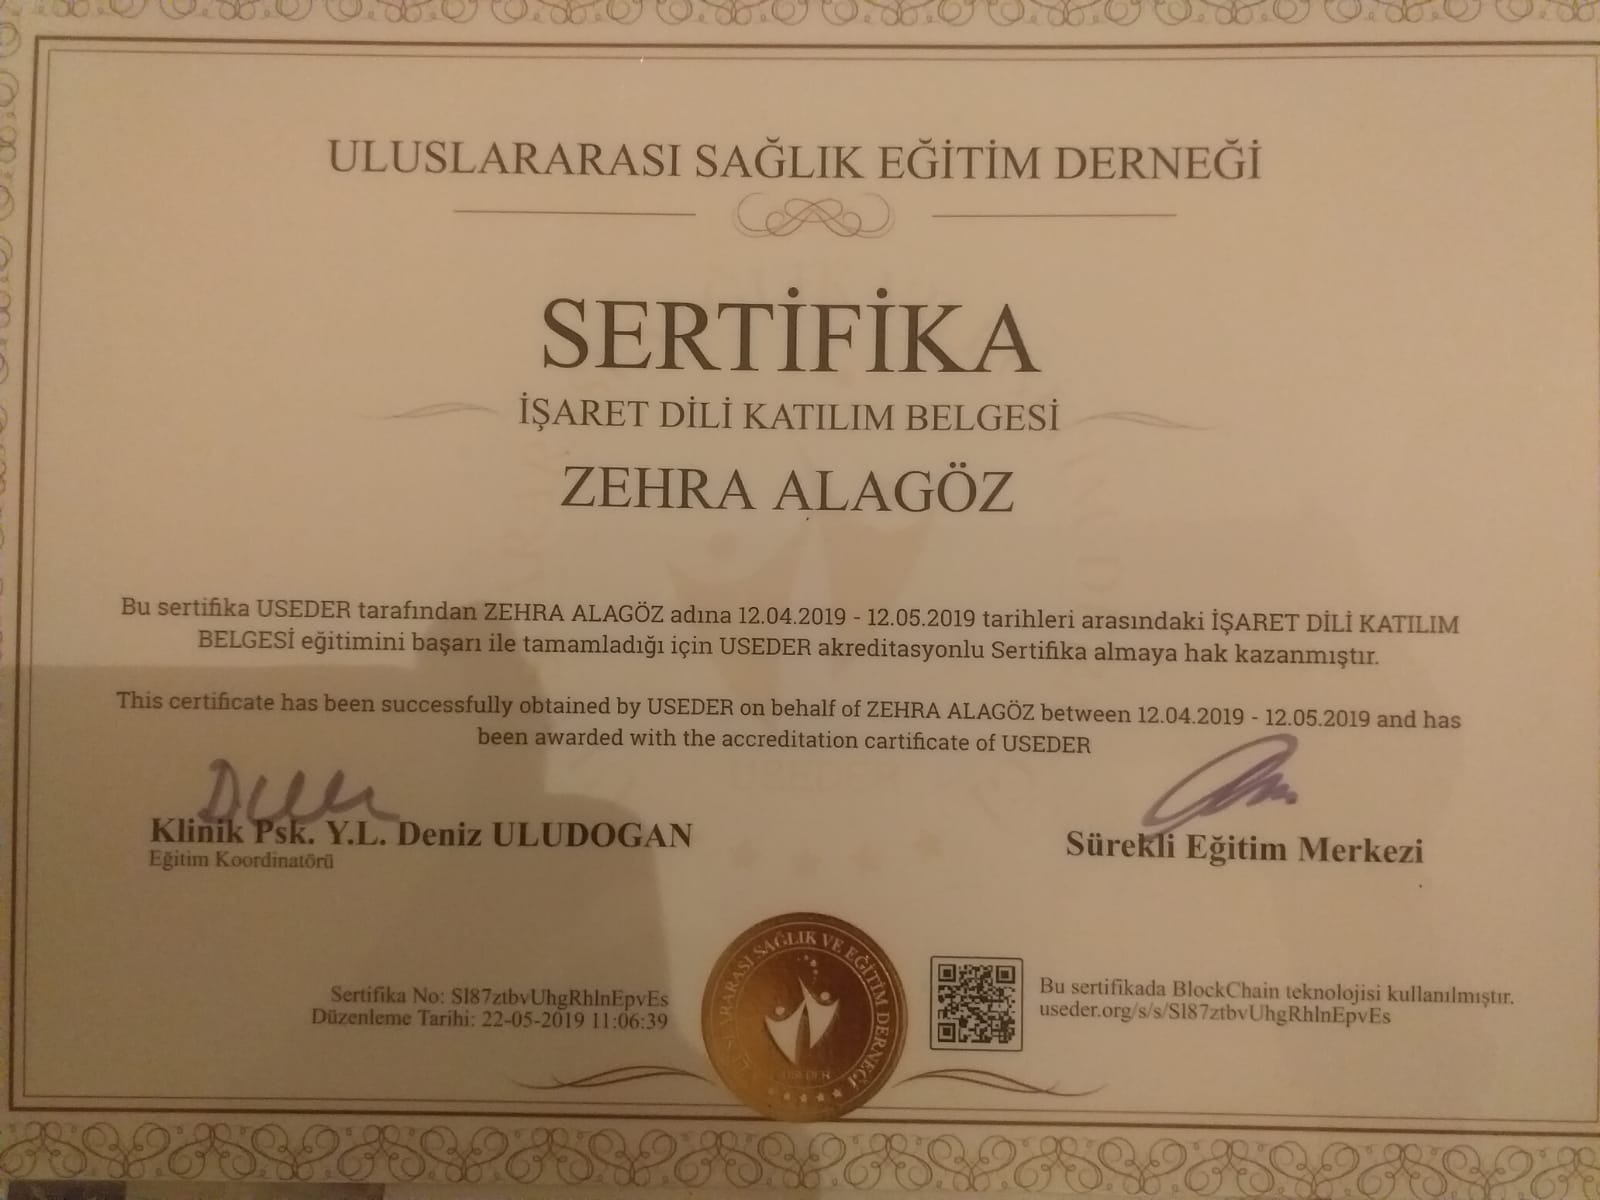 ULUSLARARASI SAĞLIK EĞİTİM DERNEĞİ
SERTİFİKA
İŞARET DİLİ KATILIM BELGESİ
ZEHRA ALAGÖZ
Bu sertifika USEDER tarafından ZEHRA ALAGÖZ adına 12.04.2019 - 12.05.2019 tarihleri arasındaki İŞARET DİLİ KATILIM
BELGESİ eğitimini başarı ile tamamladığı için USEDER akreditasyonlu Sertifika almaya hak kazanmıştır.
This certificate has been successfully obtained by USEDER on behalf of ZEHRA ALAGÖZ between 12.04.2019 - 12.05.2019 and has
been awarded with the accreditation cartificate of USEDER
Klinik Psk. Y.L. Deniz ULUDOGAN
Eğitim Koordinatörü
Sürekli Eğitim Merkezi
Sertifika No: Sl87ztbvUhgRhlnEpvEs
Düzenleme Tarihi: 22-05-2019 11:06:39
ULUSLARARASI SAĞLIK VE EĞİTİM DERNEĞİ
USEDER
Bu sertifikada BlockChain teknolojisi kullanılmıştır.
useder.org/s/s/Sl87ztbvUhgRhlnEpvEs